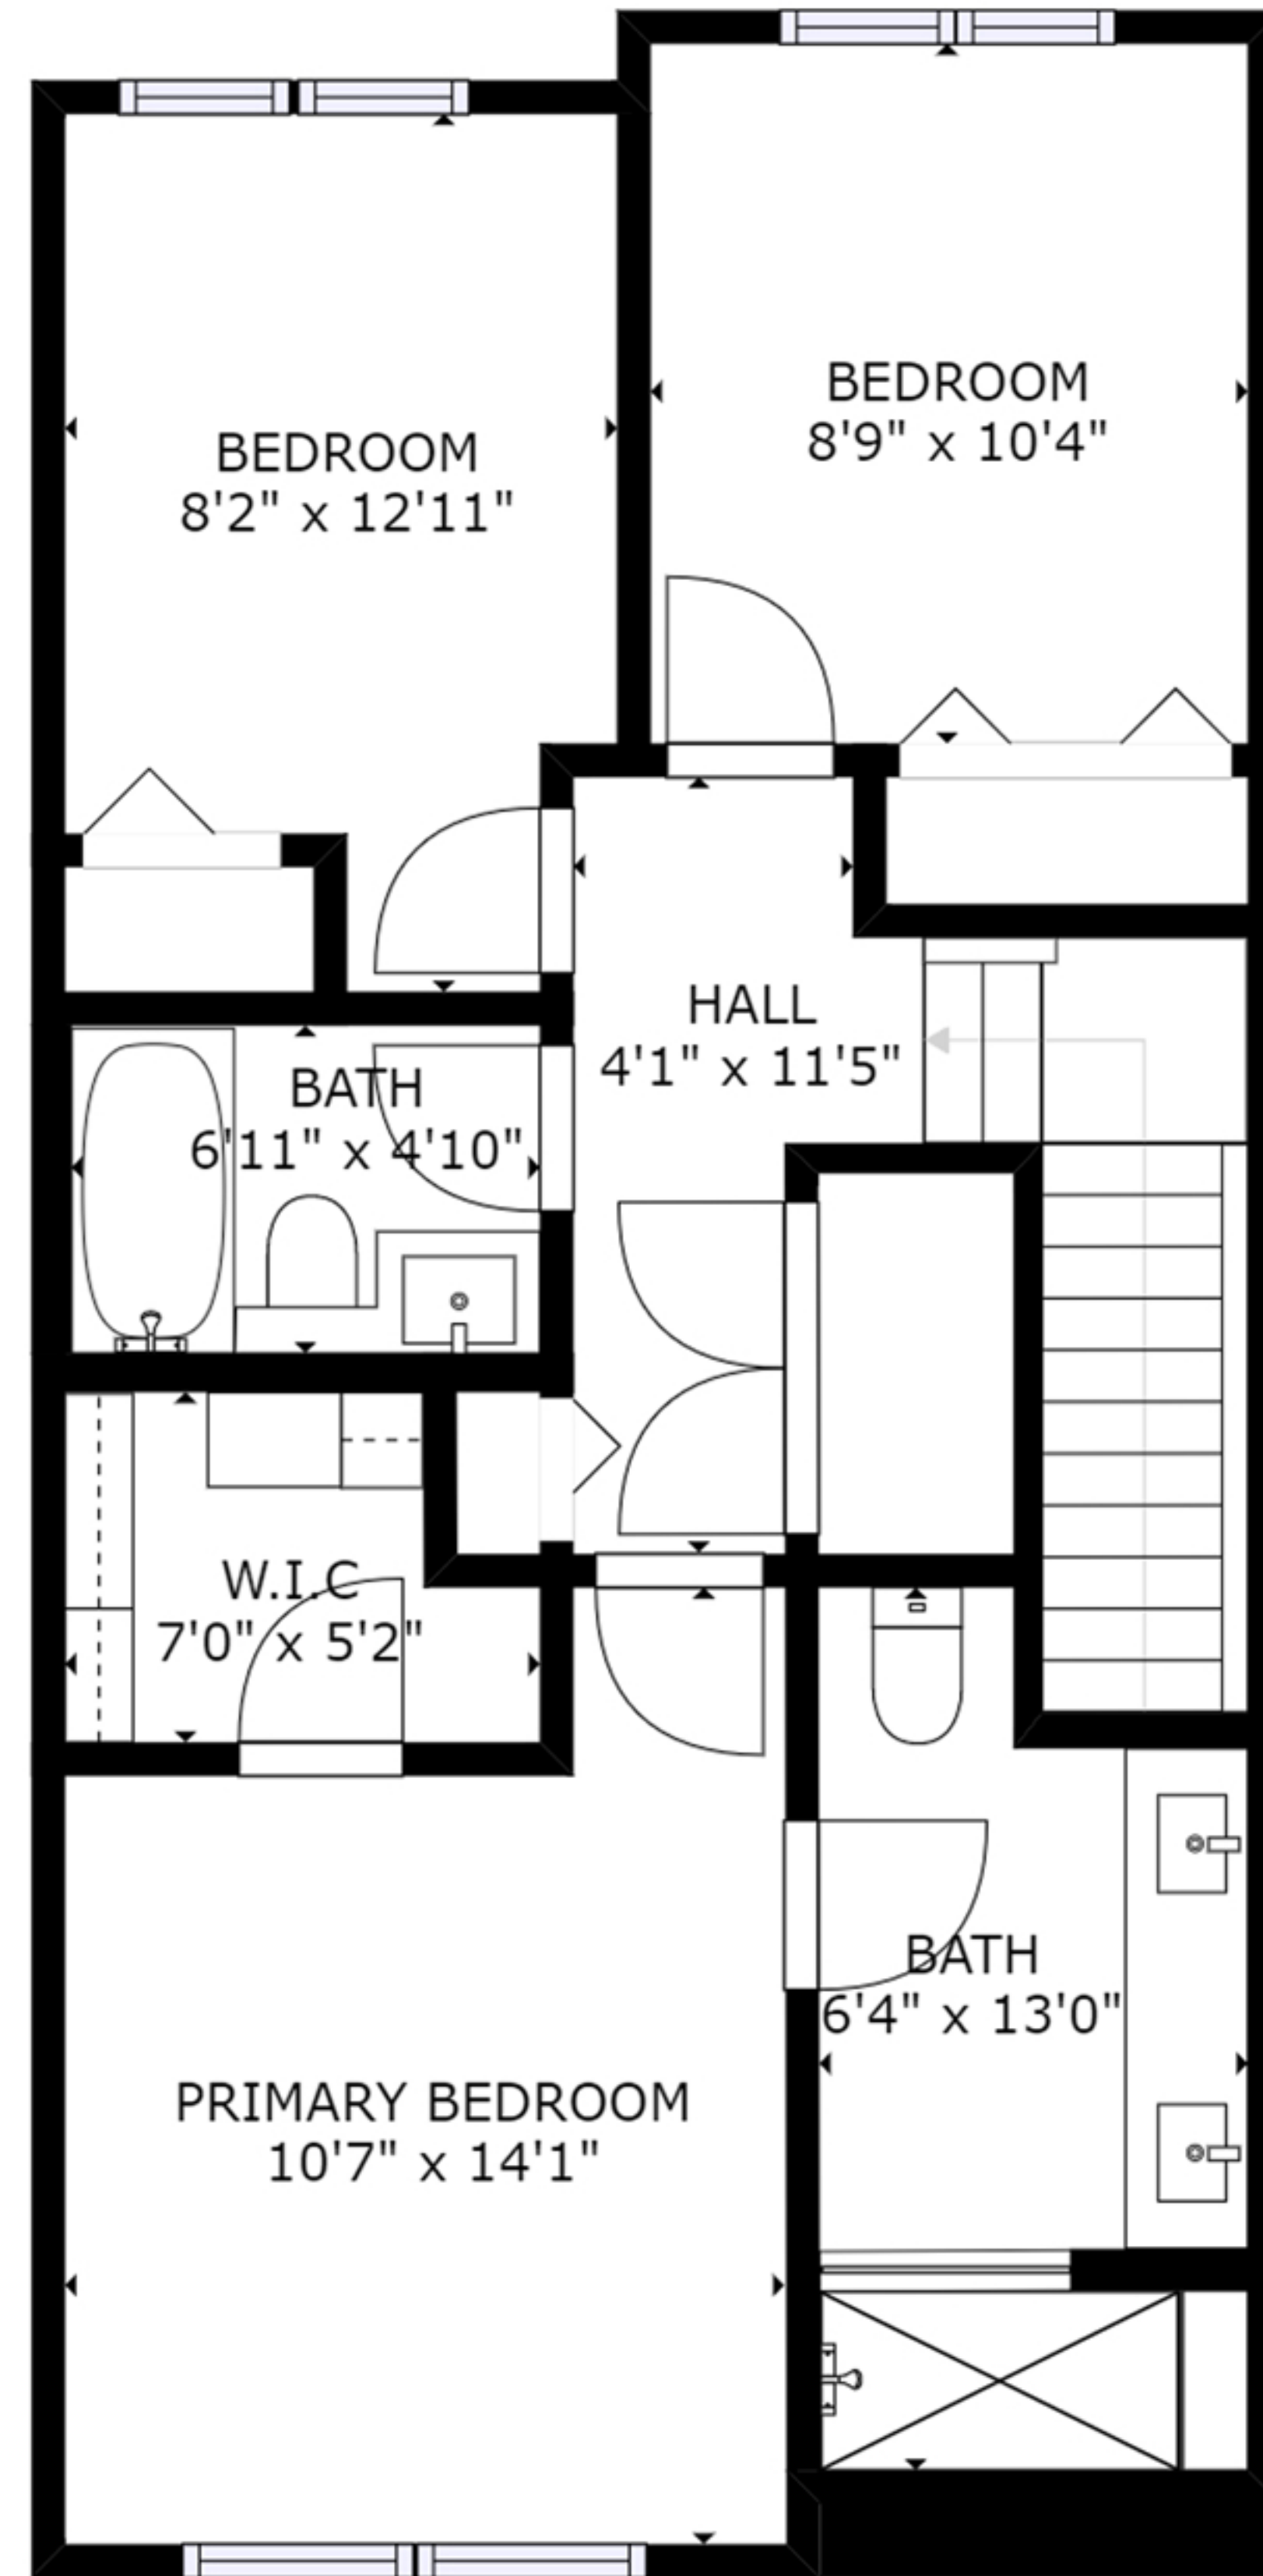 BEDROOM
8'9" x 10'4"
BEDROOM
8'2" x 12'11"
HALL
4'1" x 11'5"
BATH
6'11" x 4'10"
W.I.C
7'0" x 5'2"
BATH
6'4" x 13'0"
PRIMARY BEDROOM
10'7" x 14'1"